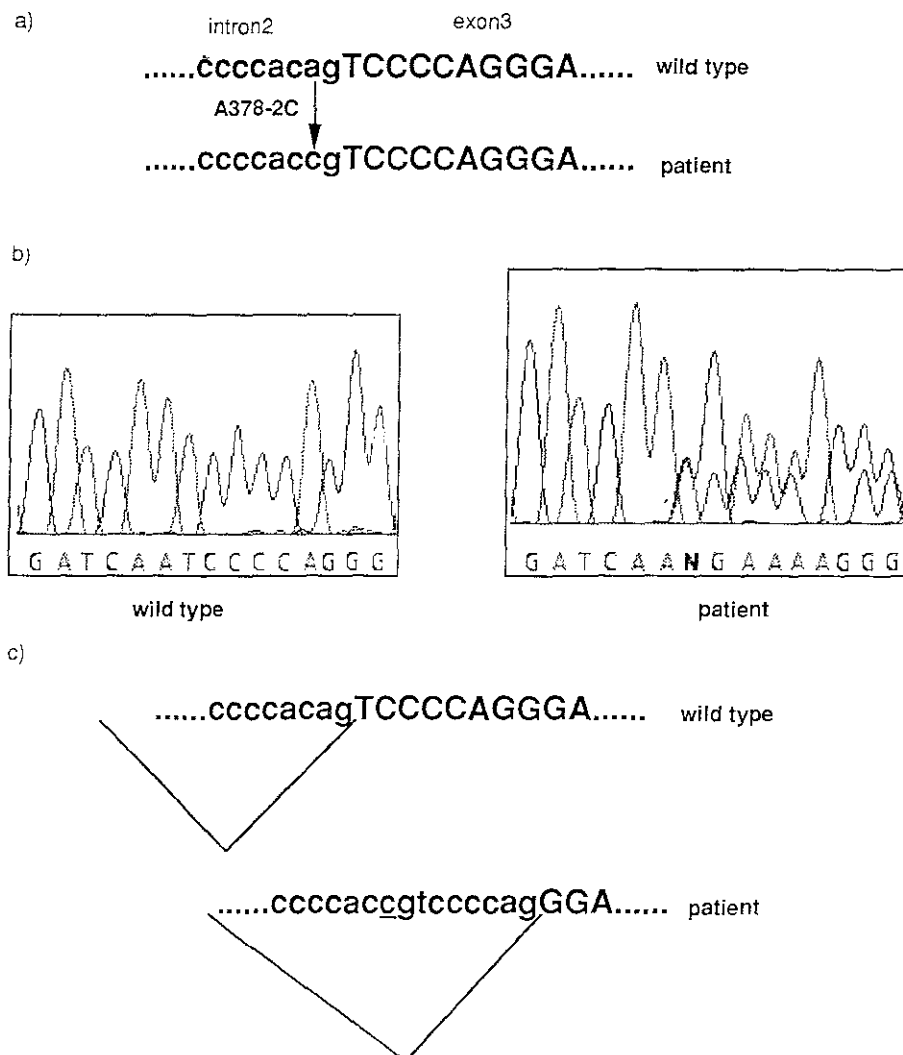 a)
intron2 exon3
......ccccacagTCCCCAGGGA...... wild type
A378-2C
......ccccaccgTCCCCAGGGA...... patient
b)
G A T C A A T C C C C A G G G
wild type
G A T C A A N G A A A A G G G
patient
c)
......ccccacagTCCCCAGGGA...... wild type
......ccccaccgtccccagGGA...... patient